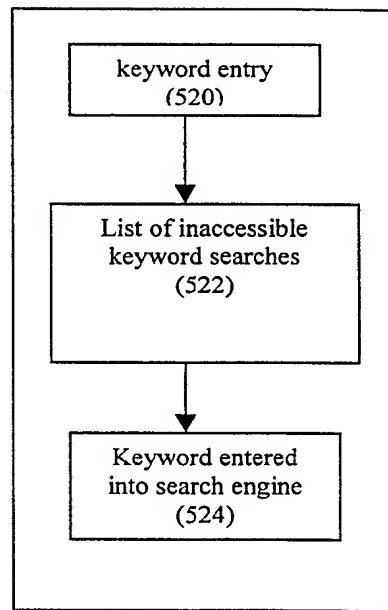 keyword entry
(520)
List of inaccessible
keyword searches
(522)
Keyword entered
into search engine
(524)